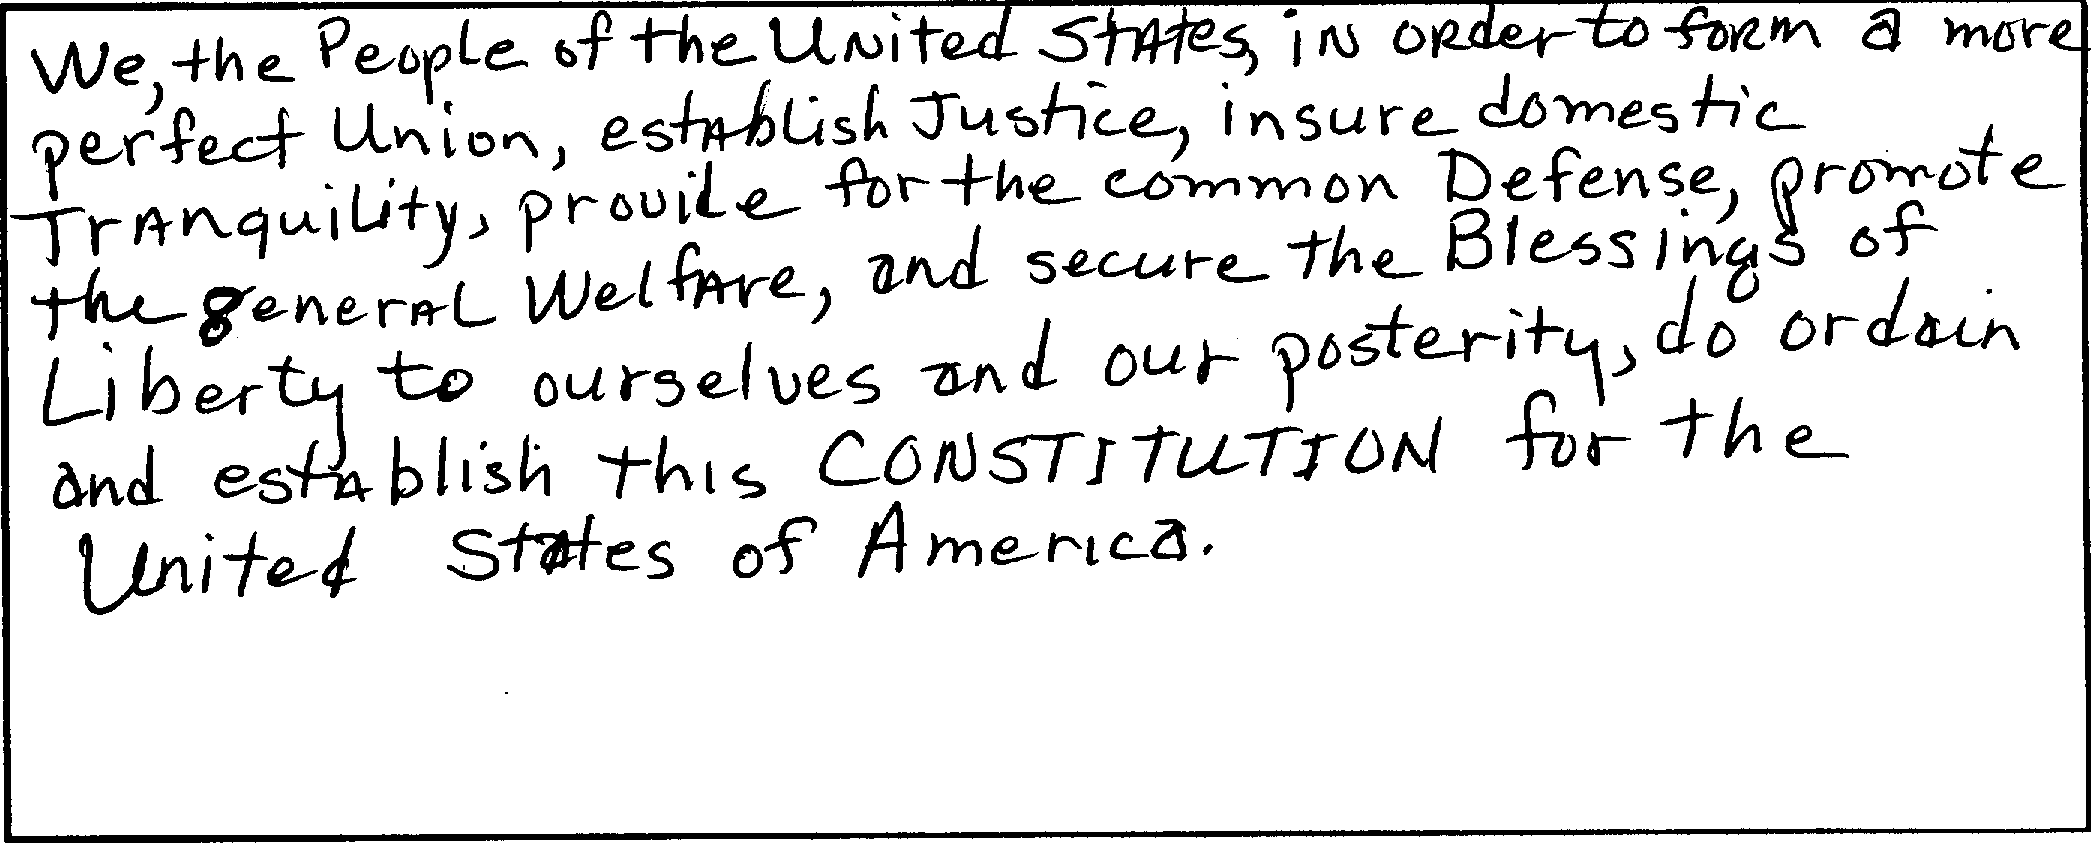 We, the People of the United States, in order to form a more
perfect Union, establish Justice, insure domestic
Tranquility, provide for the common Defense, promote
the general Welfare, and secure the Blessings of
Liberty to ourselves and our posterity, do ordain
and establish this CONSTITUTION for the
United States of America.